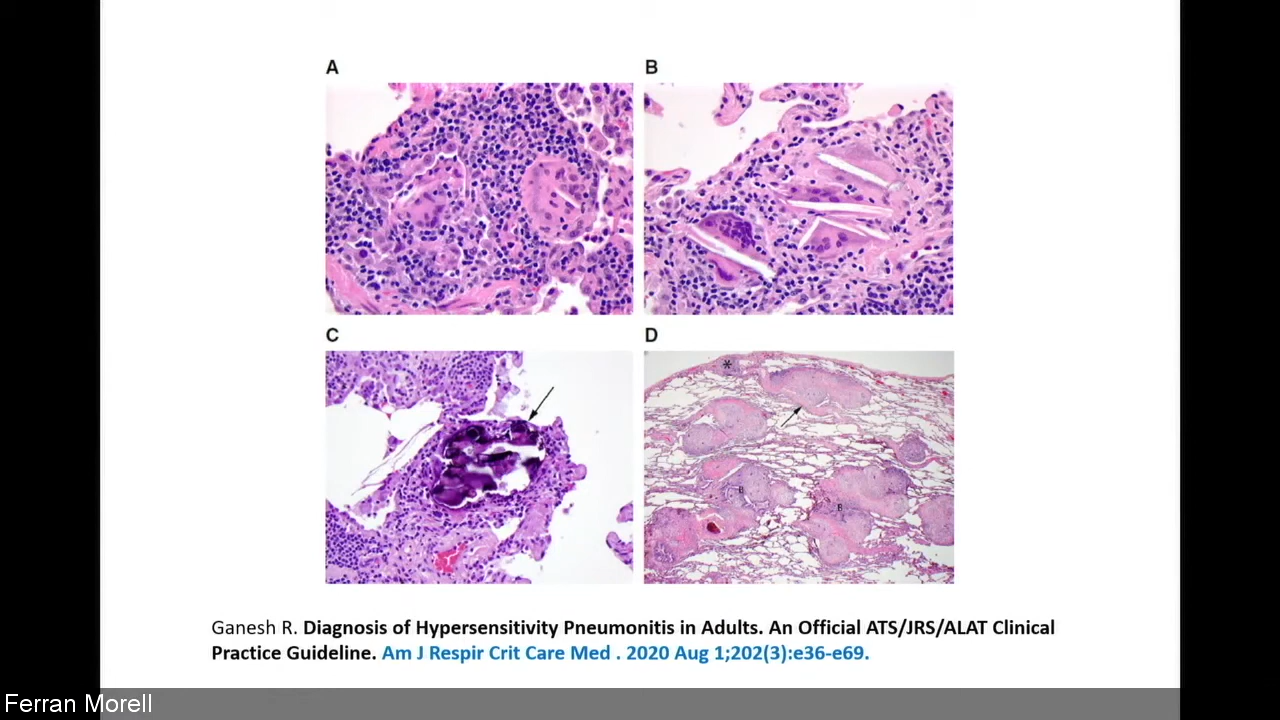 A
B
C
D
*
B
B
Ganesh R. Diagnosis of Hypersensitivity Pneumonitis in Adults. An Official ATS/JRS/ALAT Clinical
Practice Guideline. Am J Respir Crit Care Med . 2020 Aug 1;202(3):e36-e69.
Ferran Morell